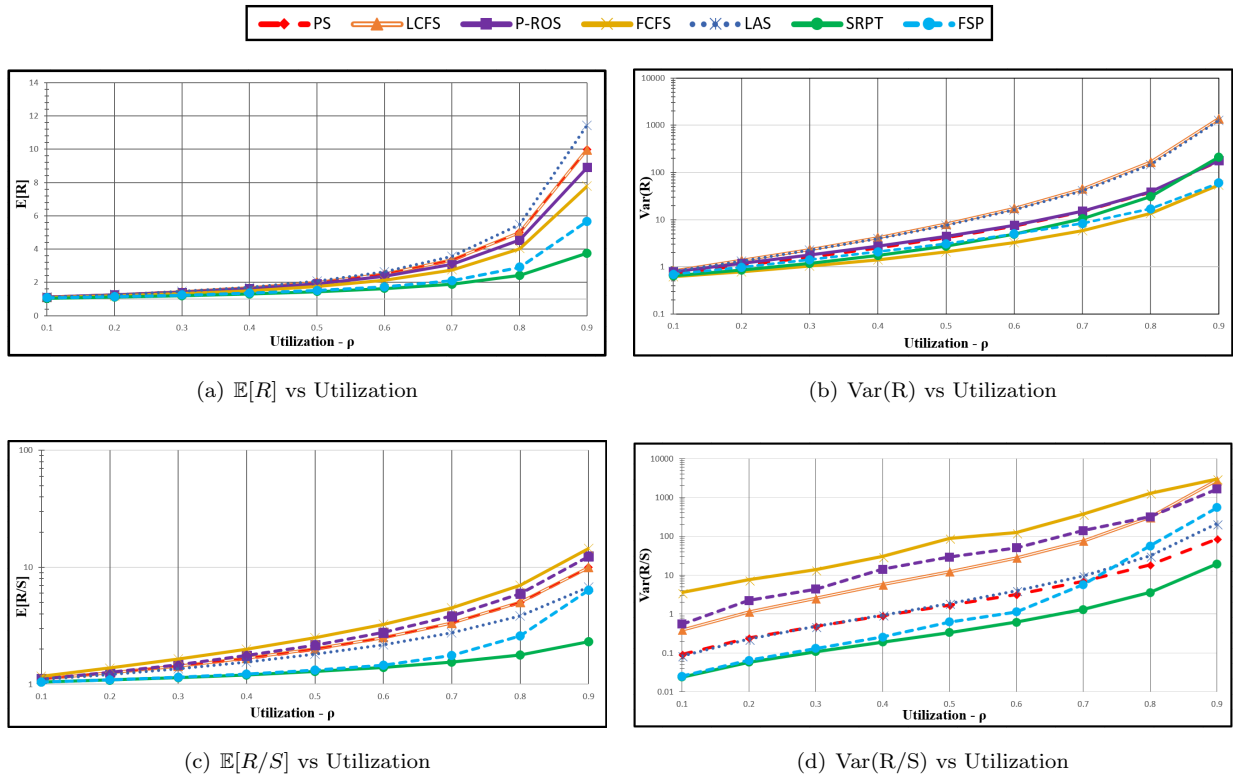 PS LCFS P-ROS FCFS LAS SRPT FSP
14
12
10
8
6
4
2
0
E[R]
0.1 0.2 0.3 0.4 0.5 0.6 0.7 0.8 0.9
Utilization - ρ
(a) 𝔼[R] vs Utilization
10000
1000
100
10
1
0.1
Var(R)
0.1 0.2 0.3 0.4 0.5 0.6 0.7 0.8 0.9
Utilization - ρ
(b) Var(R) vs Utilization
100
10
1
E[R/S]
0.1 0.2 0.3 0.4 0.5 0.6 0.7 0.8 0.9
Utilization - ρ
(c) 𝔼[R/S] vs Utilization
10000
1000
100
10
1
0.1
0.01
Var(R/S)
0.1 0.2 0.3 0.4 0.5 0.6 0.7 0.8 0.9
Utilization - ρ
(d) Var(R/S) vs Utilization